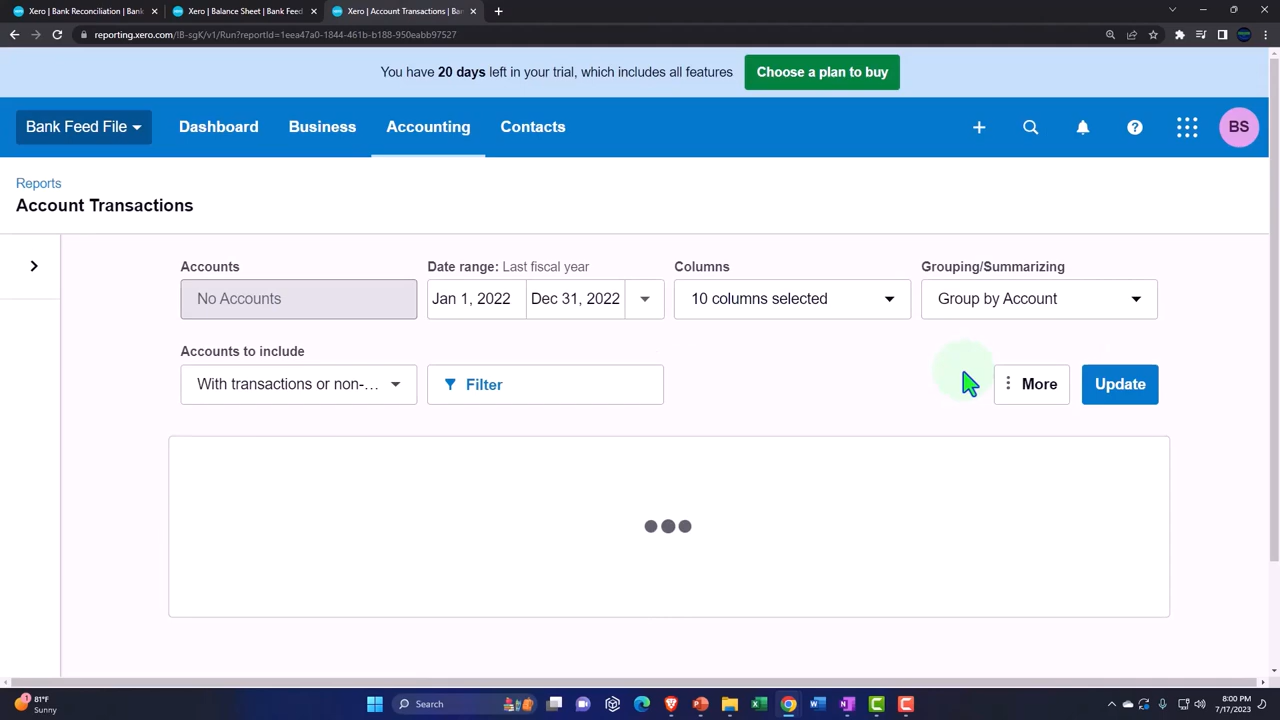 Xero | Bank Reconciliation | Bank
Xero | Balance Sheet | Bank Feed
Xero | Account Transactions | Ban
reporting.xero.com/!B-sgK/v1/Run?reportId=1eea47a0-1844-461b-b188-950eabb97527
You have 20 days left in your trial, which includes all features
Choose a plan to buy
Bank Feed File
Dashboard
Business
Accounting
Contacts
BS
Reports
Account Transactions
Accounts
Date range: Last fiscal year
Columns
Grouping/Summarizing
No Accounts
Jan 1, 2022
Dec 31, 2022
10 columns selected
Group by Account
Accounts to include
With transactions or non-...
Filter
More
Update
81°F
Sunny
Search
8:00 PM
7/17/2023